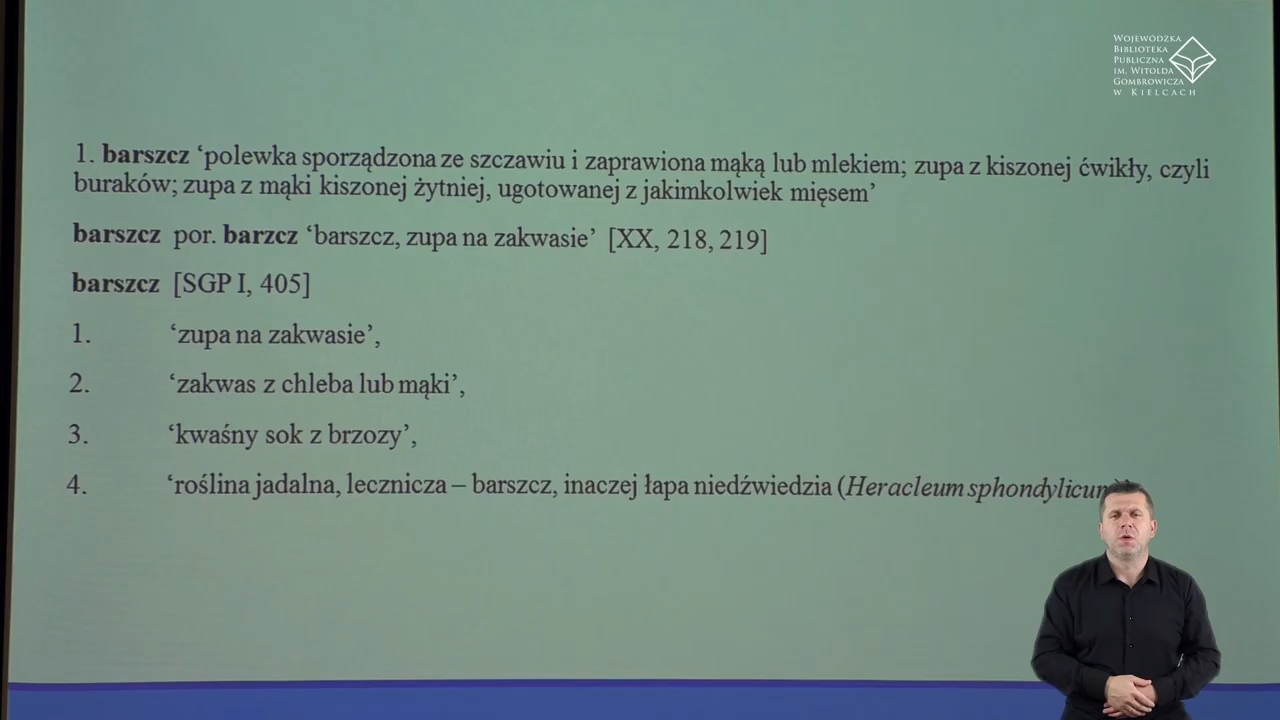 WOJEWÓDZKA
BIBLIOTEKA
PUBLICZNA
IM. WITOLDA
GOMBROWICZA
W KIELCACH
1. barszcz ‘polewka sporządzona ze szczawiu i zaprawiona mąką lub mlekiem; zupa z kiszonej ćwikły, czyli
buraków; zupa z mąki kiszonej żytniej, ugotowanej z jakimkolwiek mięsem’
barszcz por. barzcz ‘barszcz, zupa na zakwasie’ [XX, 218, 219]
barszcz [SGP I, 405]
1. ‘zupa na zakwasie’,
2. ‘zakwas z chleba lub mąki’,
3. ‘kwaśny sok z brzozy’,
4. ‘roślina jadalna, lecznicza – barszcz, inaczej łapa niedźwiedzia (Heracleum